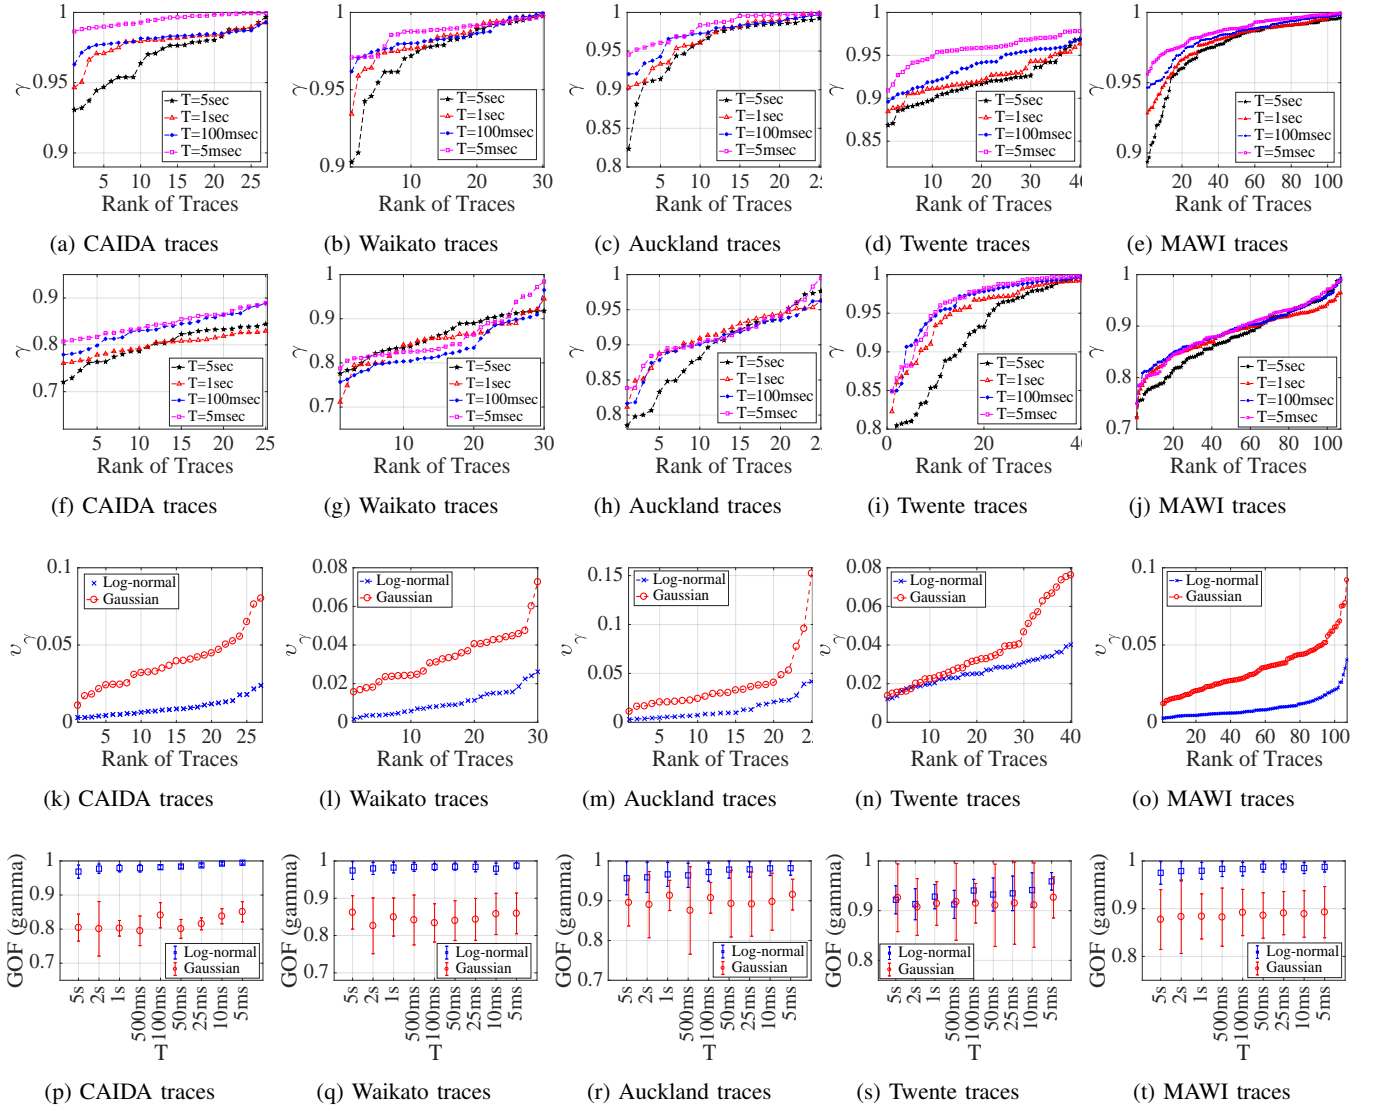 1
0.95
0.9
γ
5 10 15 20 25
Rank of Traces
T=5sec
T=1sec
T=100msec
T=5msec
(a) CAIDA traces
1
0.95
0.9
γ
10 20 30
Rank of Traces
T=5sec
T=1sec
T=100msec
T=5msec
(b) Waikato traces
1
0.95
0.9
0.85
0.8
γ
5 10 15 20 25
Rank of Traces
T=5sec
T=1sec
T=100msec
T=5msec
(c) Auckland traces
1
0.95
0.9
0.85
γ
10 20 30 40
Rank of Traces
T=5sec
T=1sec
T=100msec
T=5msec
(d) Twente traces
1
0.95
0.9
γ
20 40 60 80 100
Rank of Traces
T=5sec
T=1sec
T=100msec
T=5msec
(e) MAWI traces
0.9
0.8
0.7
γ
5 10 15 20 25
Rank of Traces
T=5sec
T=1sec
T=100msec
T=5msec
(f) CAIDA traces
1
0.9
0.8
0.7
γ
10 20 30
Rank of Traces
T=5sec
T=1sec
T=100msec
T=5msec
(g) Waikato traces
1
0.95
0.9
0.85
0.8
γ
5 10 15 20 25
Rank of Traces
T=5sec
T=1sec
T=100msec
T=5msec
(h) Auckland traces
1
0.95
0.9
0.85
0.8
γ
0 20 40
Rank of Traces
T=5sec
T=1sec
T=100msec
T=5msec
(i) Twente traces
1
0.9
0.8
0.7
γ
20 40 60 80 100
Rank of Traces
T=5sec
T=1sec
T=100msec
T=5msec
(j) MAWI traces
0.1
0.05
0
υγ
5 10 15 20 25
Rank of Traces
Log-normal
Gaussian
(k) CAIDA traces
0.08
0.06
0.04
0.02
0
υγ
10 20 30
Rank of Traces
Log-normal
Gaussian
(l) Waikato traces
0.15
0.1
0.05
0
υγ
5 10 15 20 25
Rank of Traces
Log-normal
Gaussian
(m) Auckland traces
0.08
0.06
0.04
0.02
0
υγ
10 20 30 40
Rank of Traces
Log-normal
Gaussian
(n) Twente traces
0.1
0.05
0
υγ
20 40 60 80 100
Rank of Traces
Log-normal
Gaussian
(o) MAWI traces
1
0.9
0.8
0.7
GOF (gamma)
Log-normal
Gaussian
5s 2s 1s 500ms 100ms 50ms 25ms 10ms 5ms
T
(p) CAIDA traces
1
0.9
0.8
0.7
GOF (gamma)
Log-normal
Gaussian
5s 2s 1s 500ms 100ms 50ms 25ms 10ms 5ms
T
(q) Waikato traces
1
0.9
0.8
0.7
GOF (gamma)
Log-normal
Gaussian
5s 2s 1s 500ms 100ms 50ms 25ms 10ms 5ms
T
(r) Auckland traces
1
0.9
0.8
GOF (gamma)
Log-normal
Gaussian
5s 2s 1s 500ms 100ms 50ms 25ms 10ms 5ms
T
(s) Twente traces
1
0.9
0.8
GOF (gamma)
Log-normal
Gaussian
5s 2s 1s 500ms 100ms 50ms 25ms 10ms 5ms
T
(t) MAWI traces